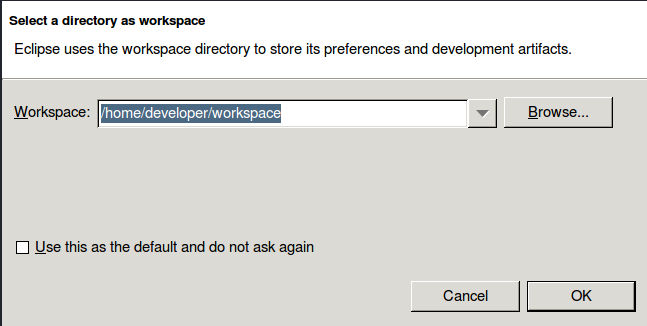 Select a directory as workspace
Eclipse uses the workspace directory to store its preferences and development artifacts.
Workspace: /home/developer/workspace Browse...
Use this as the default and do not ask again
Cancel OK